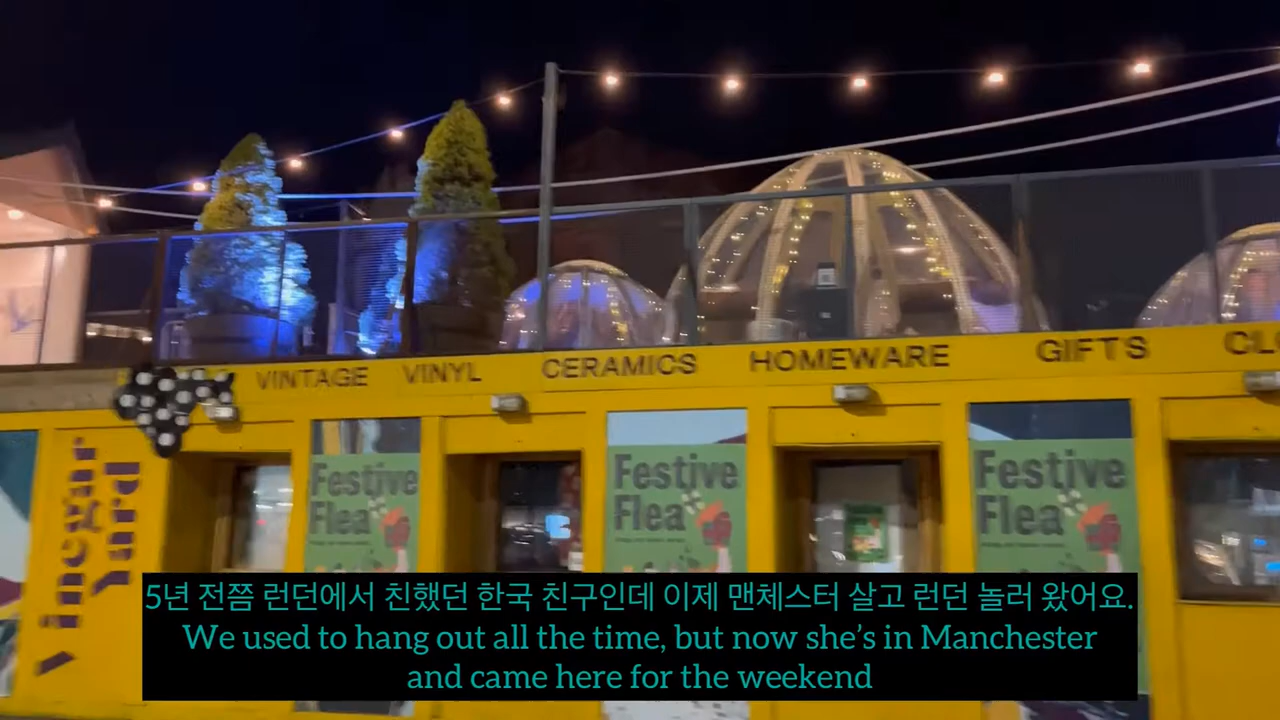 VINTAGE VINYL CERAMICS HOMEWARE GIFTS CLO
Vinegar
Yard
Festive
Flea
Festive
Flea
Festive
Flea
5년 전쯤 런던에서 친했던 한국 친구인데 이제 맨체스터 살고 런던 놀러 왔어요.
We used to hang out all the time, but now she's in Manchester
and came here for the weekend